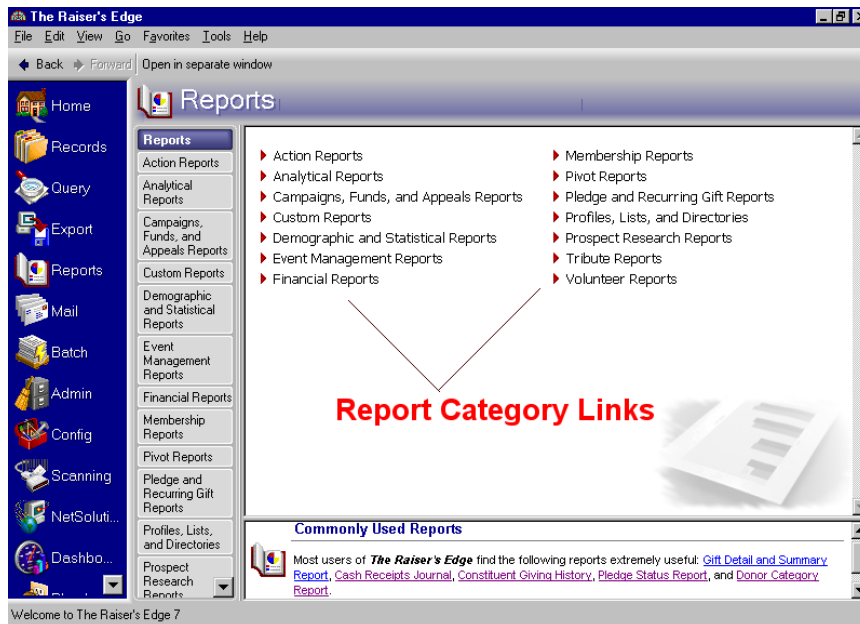 The Raiser's Edge
File Edit View Go Favorites Tools Help
Back Forward Open in separate window
Reports
Home
Records
Query
Export
Reports
Mail
Batch
Admin
Config
Scanning
NetSoluti...
Dashbo...
Reports
Action Reports
Analytical
Reports
Campaigns,
Funds, and
Appeals Reports
Custom Reports
Demographic
and Statistical
Reports
Event
Management
Reports
Financial Reports
Membership
Reports
Pivot Reports
Pledge and
Recurring Gift
Reports
Profiles, Lists,
and Directories
Prospect
Research
Reports
Action Reports
Analytical Reports
Campaigns, Funds, and Appeals Reports
Custom Reports
Demographic and Statistical Reports
Event Management Reports
Financial Reports
Membership Reports
Pivot Reports
Pledge and Recurring Gift Reports
Profiles, Lists, and Directories
Prospect Research Reports
Tribute Reports
Volunteer Reports
Report Category Links
Commonly Used Reports
Most users of The Raiser's Edge find the following reports extremely useful: Gift Detail and Summary
Report, Cash Receipts Journal, Constituent Giving History, Pledge Status Report, and Donor Category
Report.
Welcome to The Raiser's Edge 7